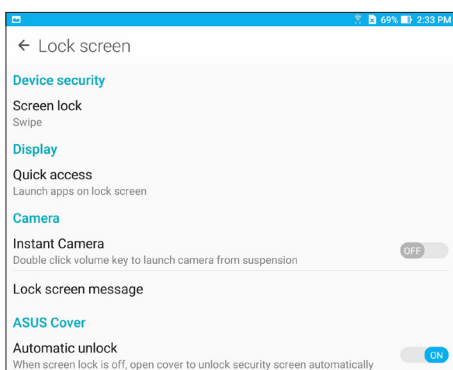 69% 2:33 PM
Lock screen
Device security
Screen lock
Swipe
Display
Quick access
Launch apps on lock screen
Camera
Instant Camera
OFF
Double click volume key to launch camera from suspension
Lock screen message
ASUS Cover
Automatic unlock
ON
When screen lock is off, open cover to unlock security screen automatically